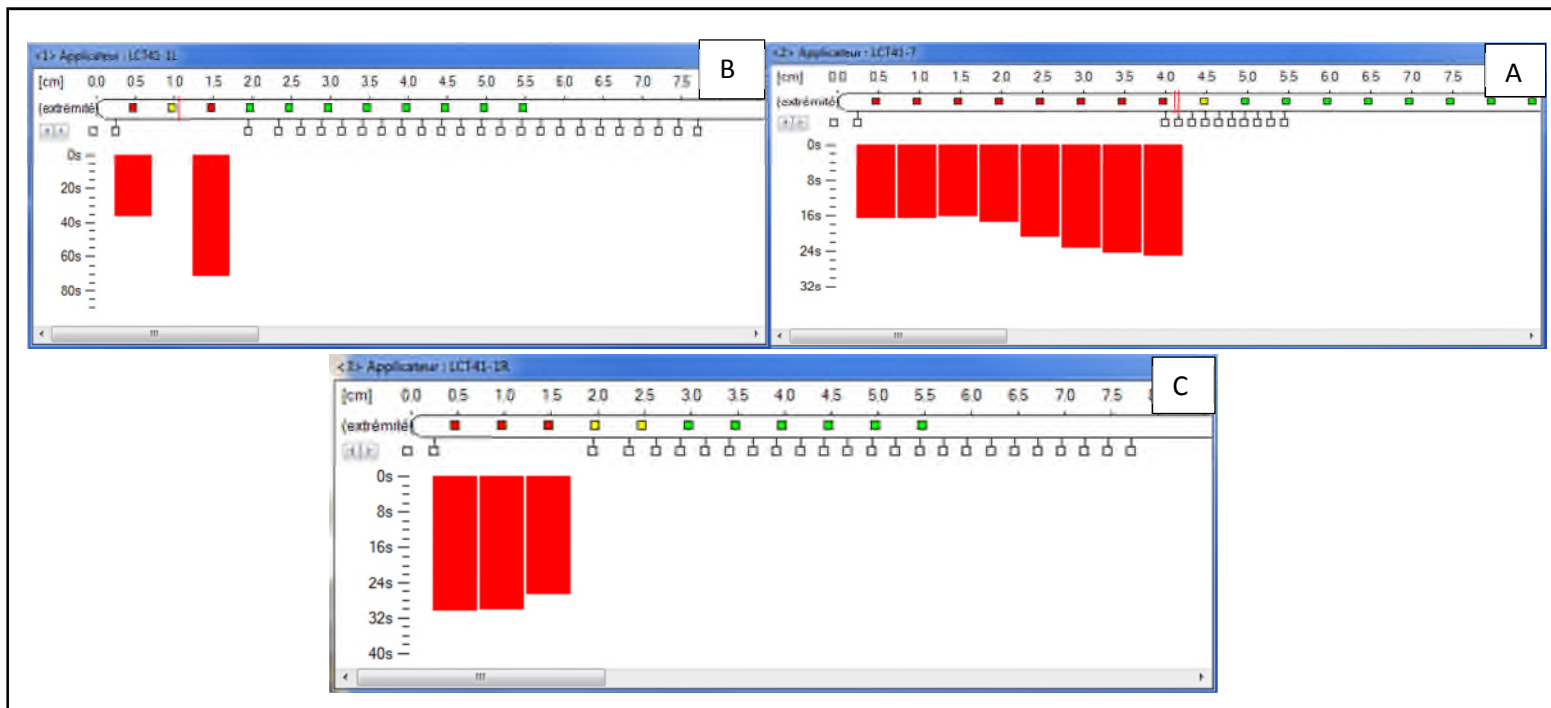 <1> Applicateur : LCT41-1L
B
[cm] 0.0 0.5 1.0 1.5 2.0 2.5 3.0 3.5 4.0 4.5 5.0 5.5 6.0 6.5 7.0 7.5
(extrémité)
0s
20s
40s
60s
80s
<2> Applicateur : LCT41-7
A
[cm] 0.0 0.5 1.0 1.5 2.0 2.5 3.0 3.5 4.0 4.5 5.0 5.5 6.0 6.5 7.0 7.5
(extrémité)
0s
8s
16s
24s
32s
<3> Applicateur : LCT41-1R
C
[cm] 0.0 0.5 1.0 1.5 2.0 2.5 3.0 3.5 4.0 4.5 5.0 5.5 6.0 6.5 7.0 7.5
(extrémité)
0s
8s
16s
24s
32s
40s